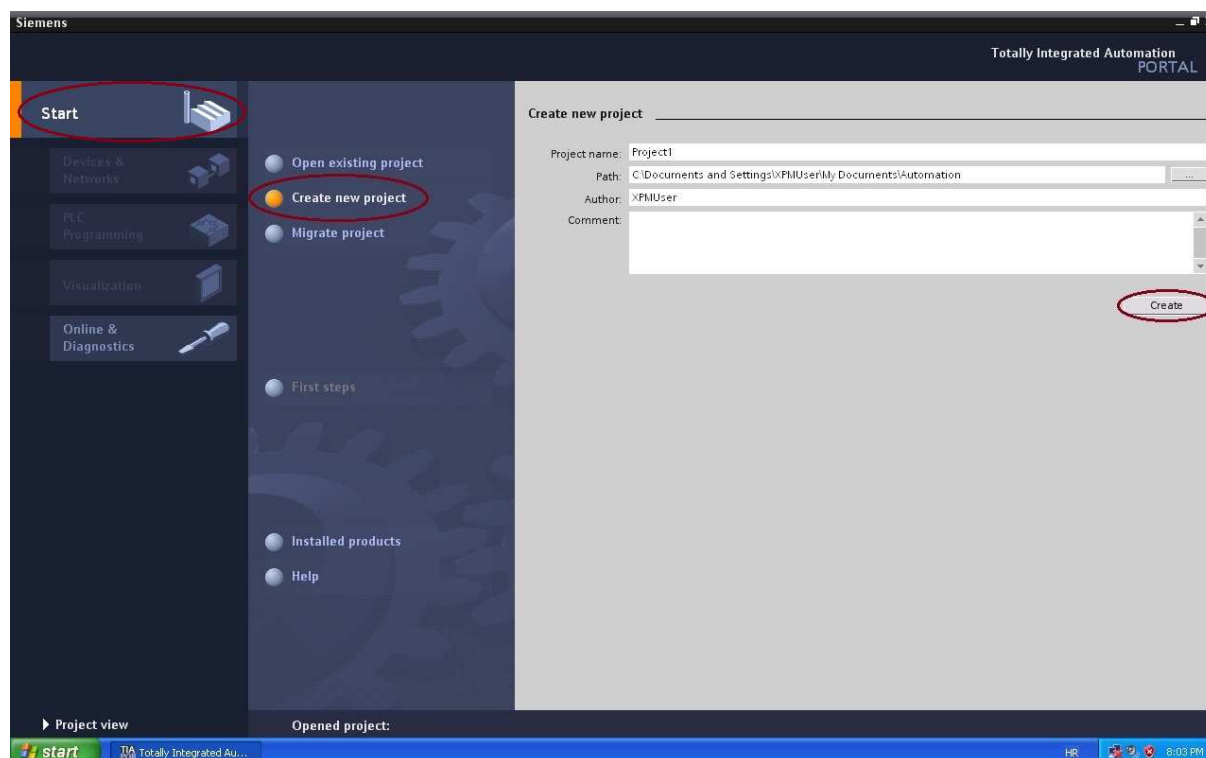 Siemens
Totally Integrated Automation
PORTAL
Start
Devices &
Networks
PLC
Programming
Visualization
Online &
Diagnostics
Open existing project
Create new project
Migrate project
First steps
Installed products
Help
Create new project
Project name: Project1
Path: C:\Documents and Settings\XPMUser\My Documents\Automation ...
Author: XPMUser
Comment:
Create
Project view
Opened project:
start
TIA Totally Integrated Au...
HR
8:03 PM